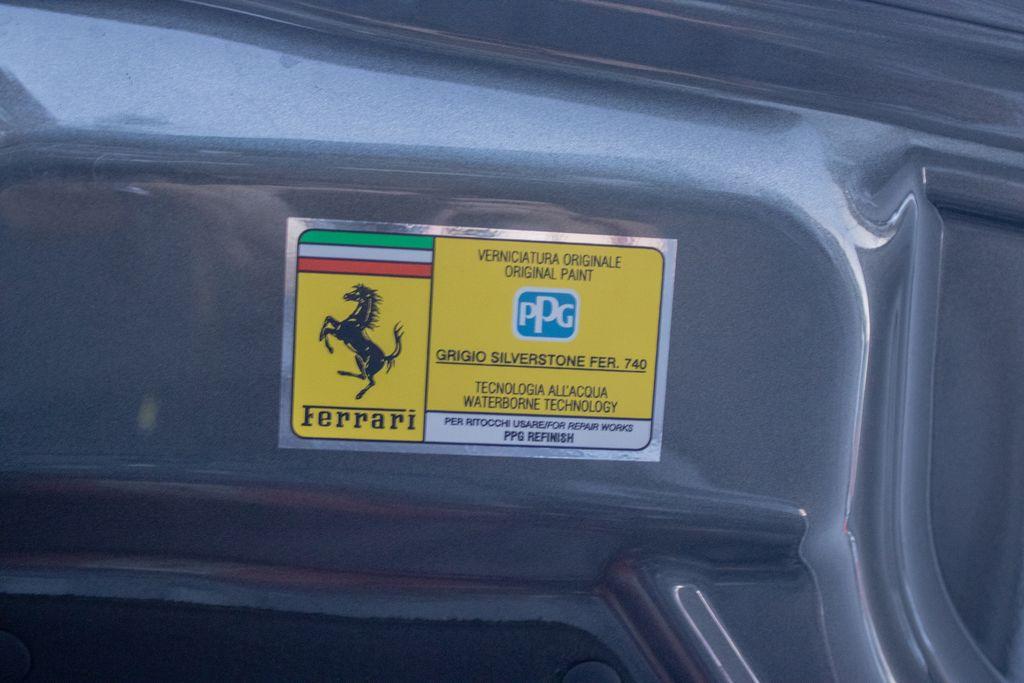 VERNICIATURA ORIGINALE
ORIGINAL PAINT
PPG
GRIGIO SILVERSTONE FER. 740
TECNOLOGIA ALL'ACQUA
WATERBORNE TECHNOLOGY
Ferrari
PER RITOCCHI USARE/FOR REPAIR WORKS
PPG REFINISH